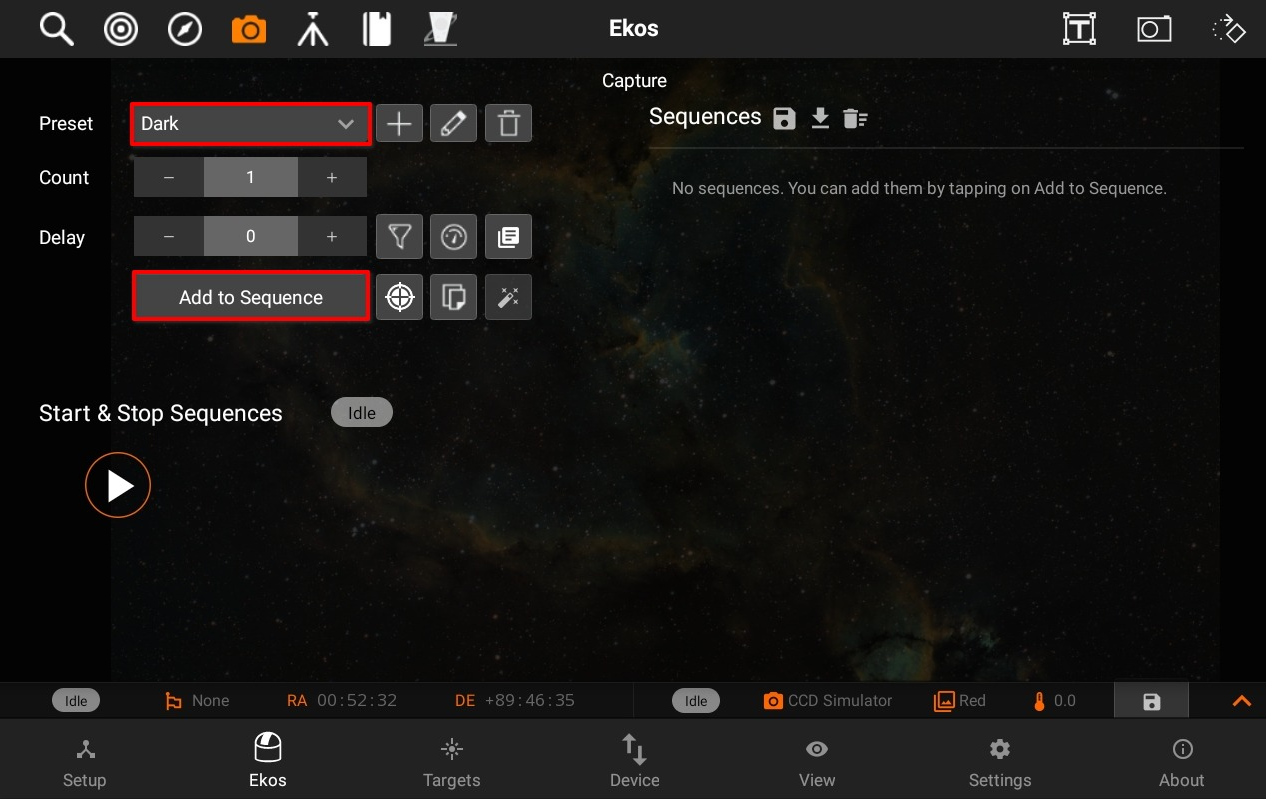 Ekos
Capture
Preset Dark
Sequences
Count − 1 +
No sequences. You can add them by tapping on Add to Sequence.
Delay − 0 +
Add to Sequence
Start & Stop Sequences Idle
Idle None RA 00:52:32 DE +89:46:35 Idle CCD Simulator Red 0.0
Setup Ekos Targets Device View Settings About